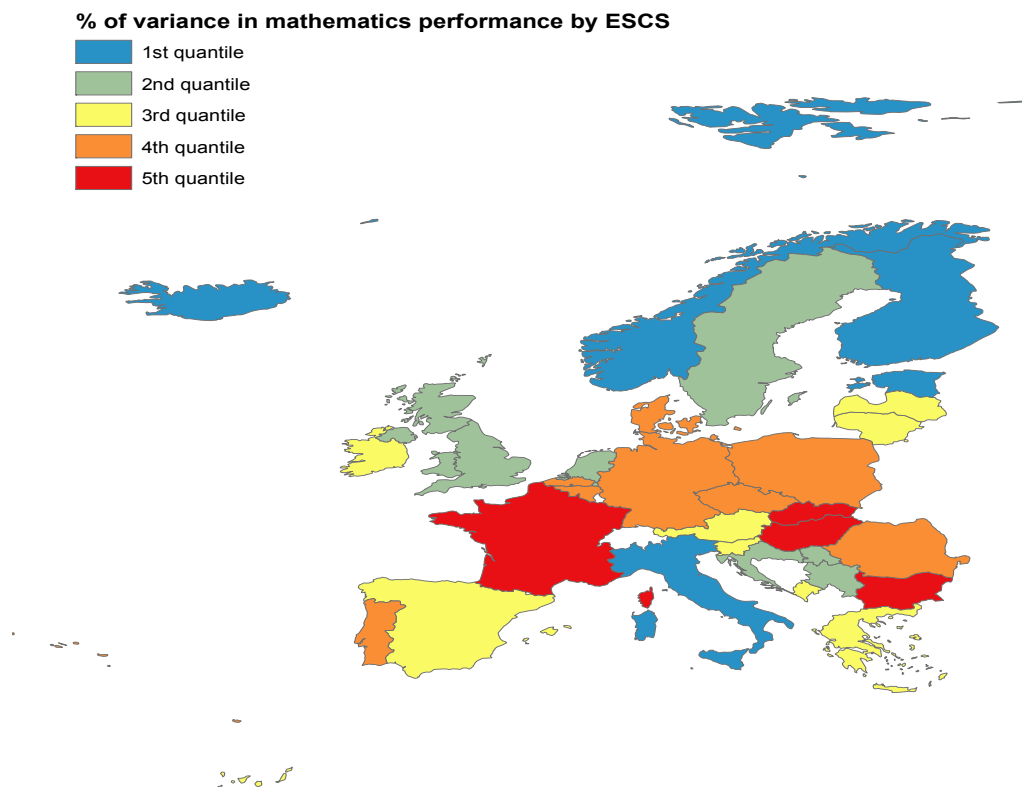 % of variance in mathematics performance by ESCS
1st quantile
2nd quantile
3rd quantile
4th quantile
5th quantile